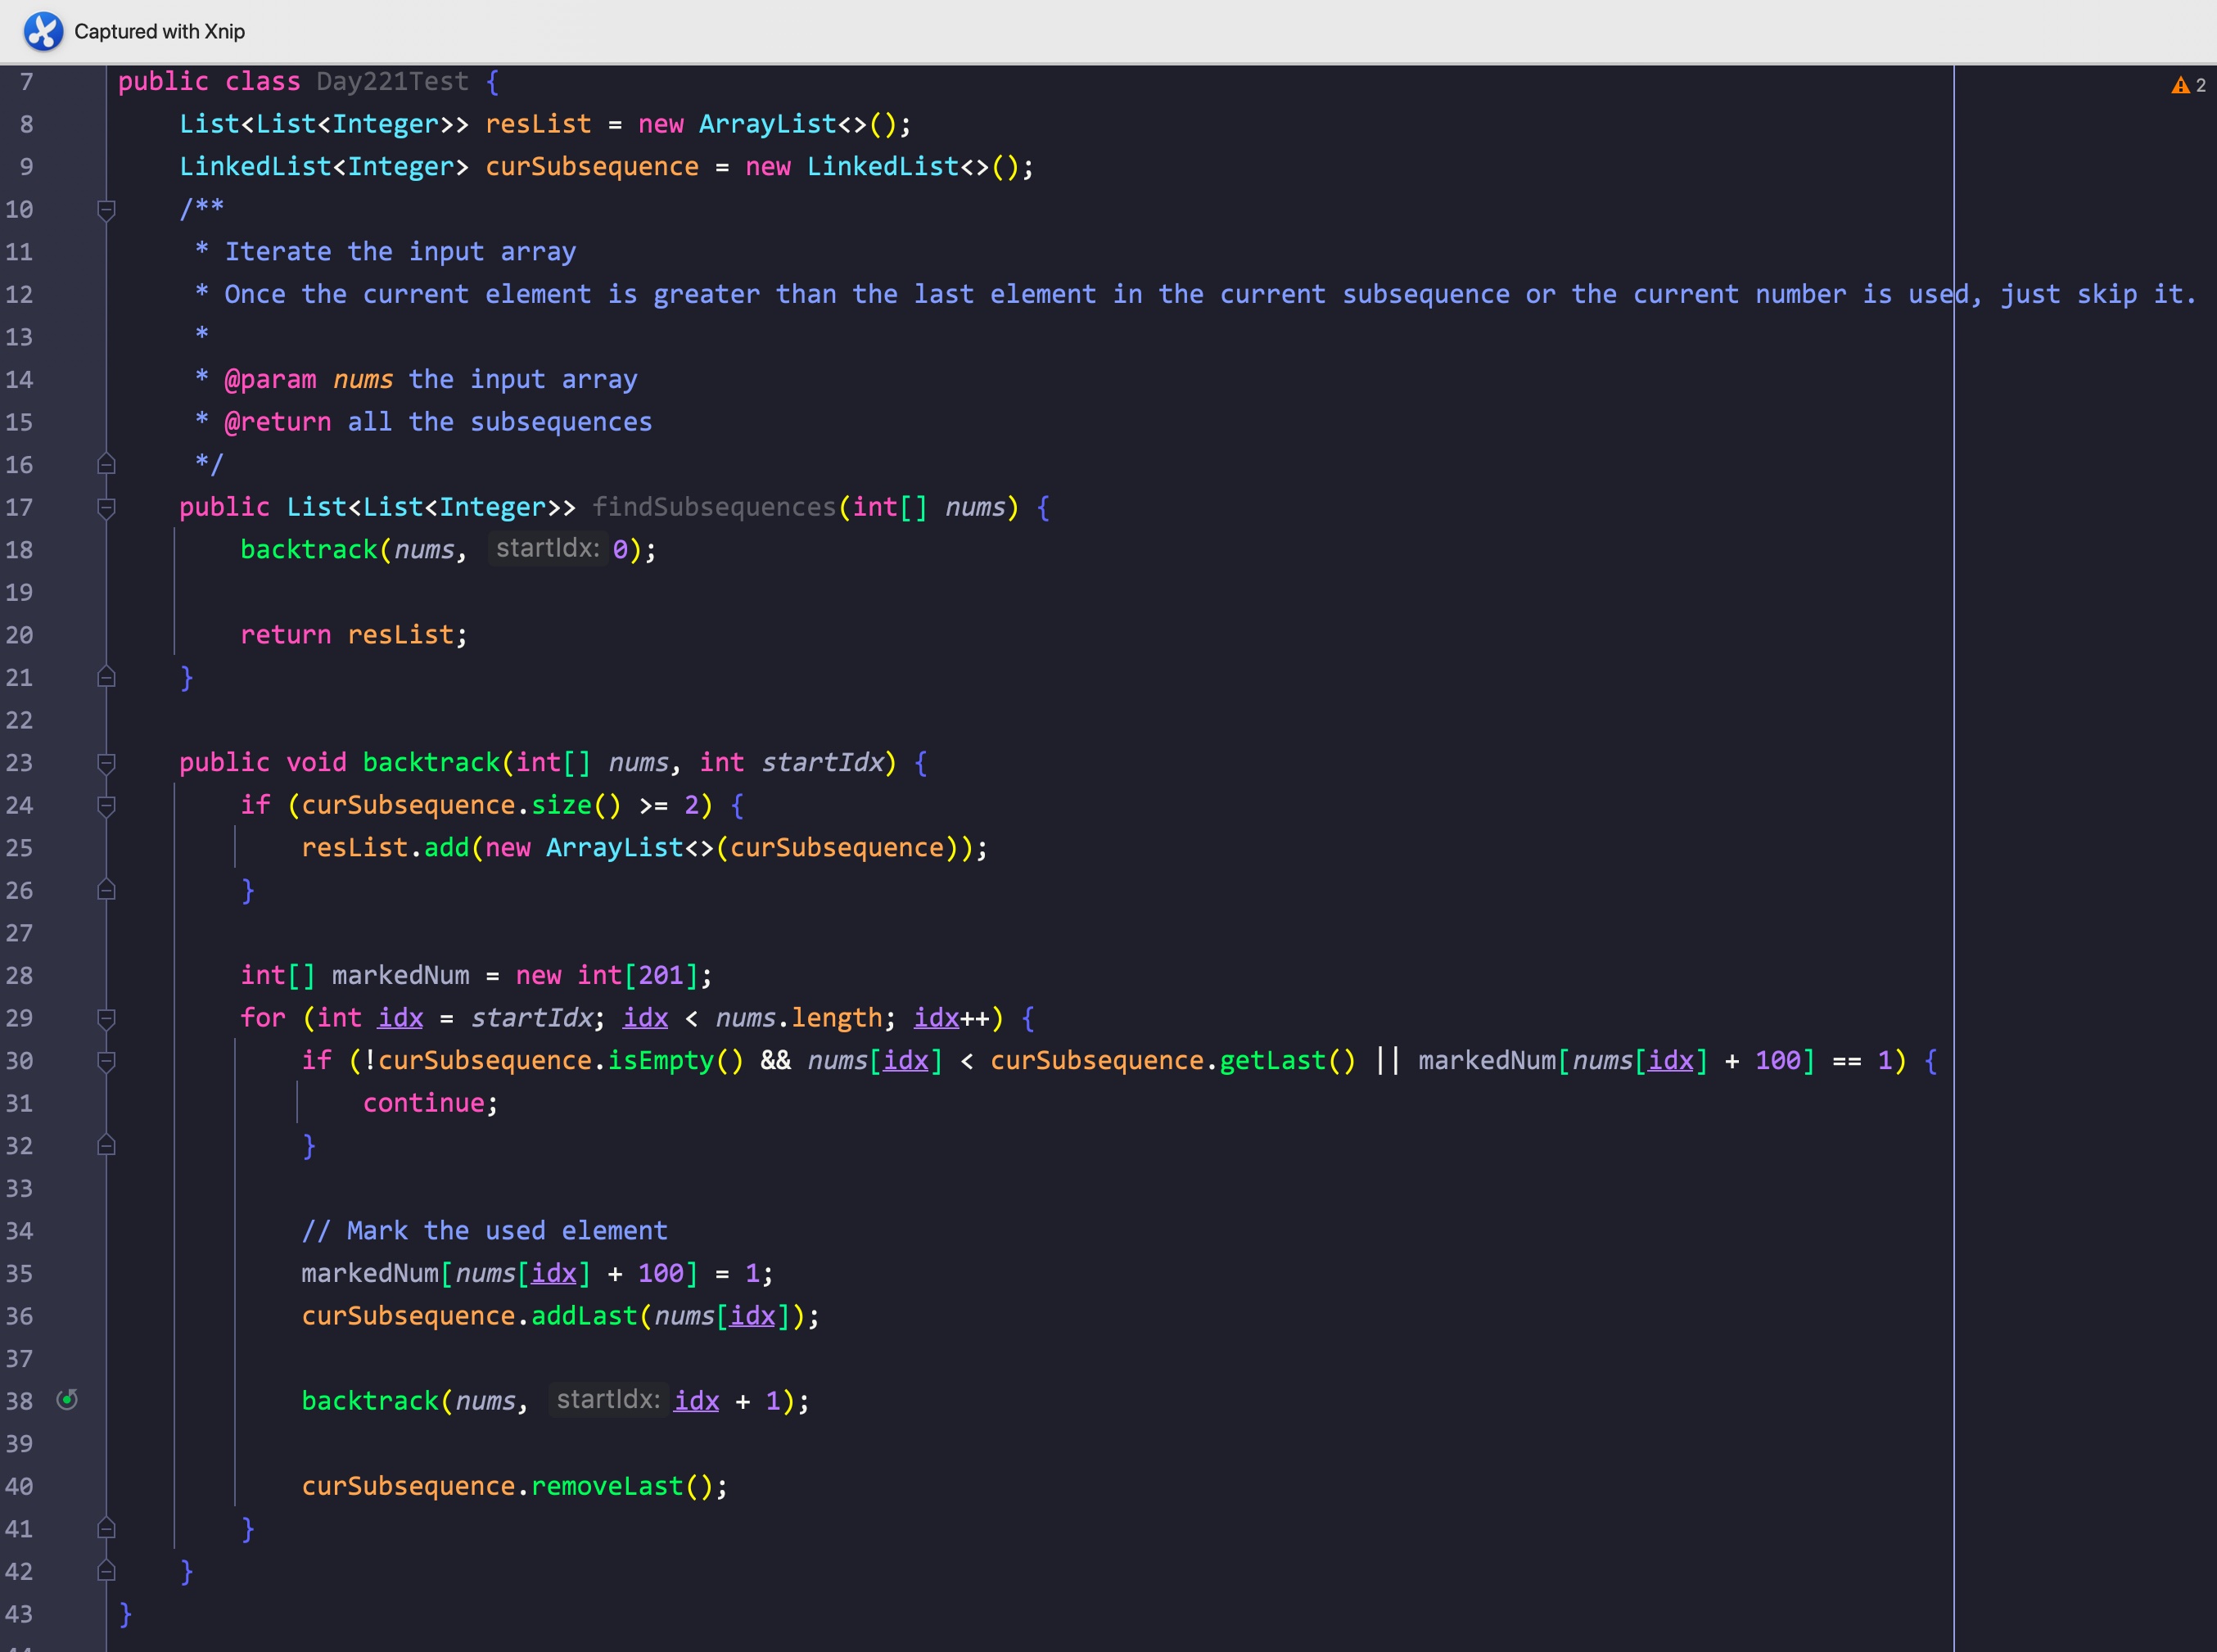 Captured with Xnip
7 public class Day221Test {
2
8 List<List<Integer>> resList = new ArrayList<>();
9 LinkedList<Integer> curSubsequence = new LinkedList<>();
10 /**
11 * Iterate the input array
12 * Once the current element is greater than the last element in the current subsequence or the current number is used, just skip it.
13 *
14 * @param nums the input array
15 * @return all the subsequences
16 */
17 public List<List<Integer>> findSubsequences(int[] nums) {
18 backtrack(nums, startIdx: 0);
19
20 return resList;
21 }
22
23 public void backtrack(int[] nums, int startIdx) {
24 if (curSubsequence.size() >= 2) {
25 resList.add(new ArrayList<>(curSubsequence));
26 }
27
28 int[] markedNum = new int[201];
29 for (int idx = startIdx; idx < nums.length; idx++) {
30 if (!curSubsequence.isEmpty() && nums[idx] < curSubsequence.getLast() || markedNum[nums[idx] + 100] == 1) {
31 continue;
32 }
33
34 // Mark the used element
35 markedNum[nums[idx] + 100] = 1;
36 curSubsequence.addLast(nums[idx]);
37
38 backtrack(nums, startIdx: idx + 1);
39
40 curSubsequence.removeLast();
41 }
42 }
43 }